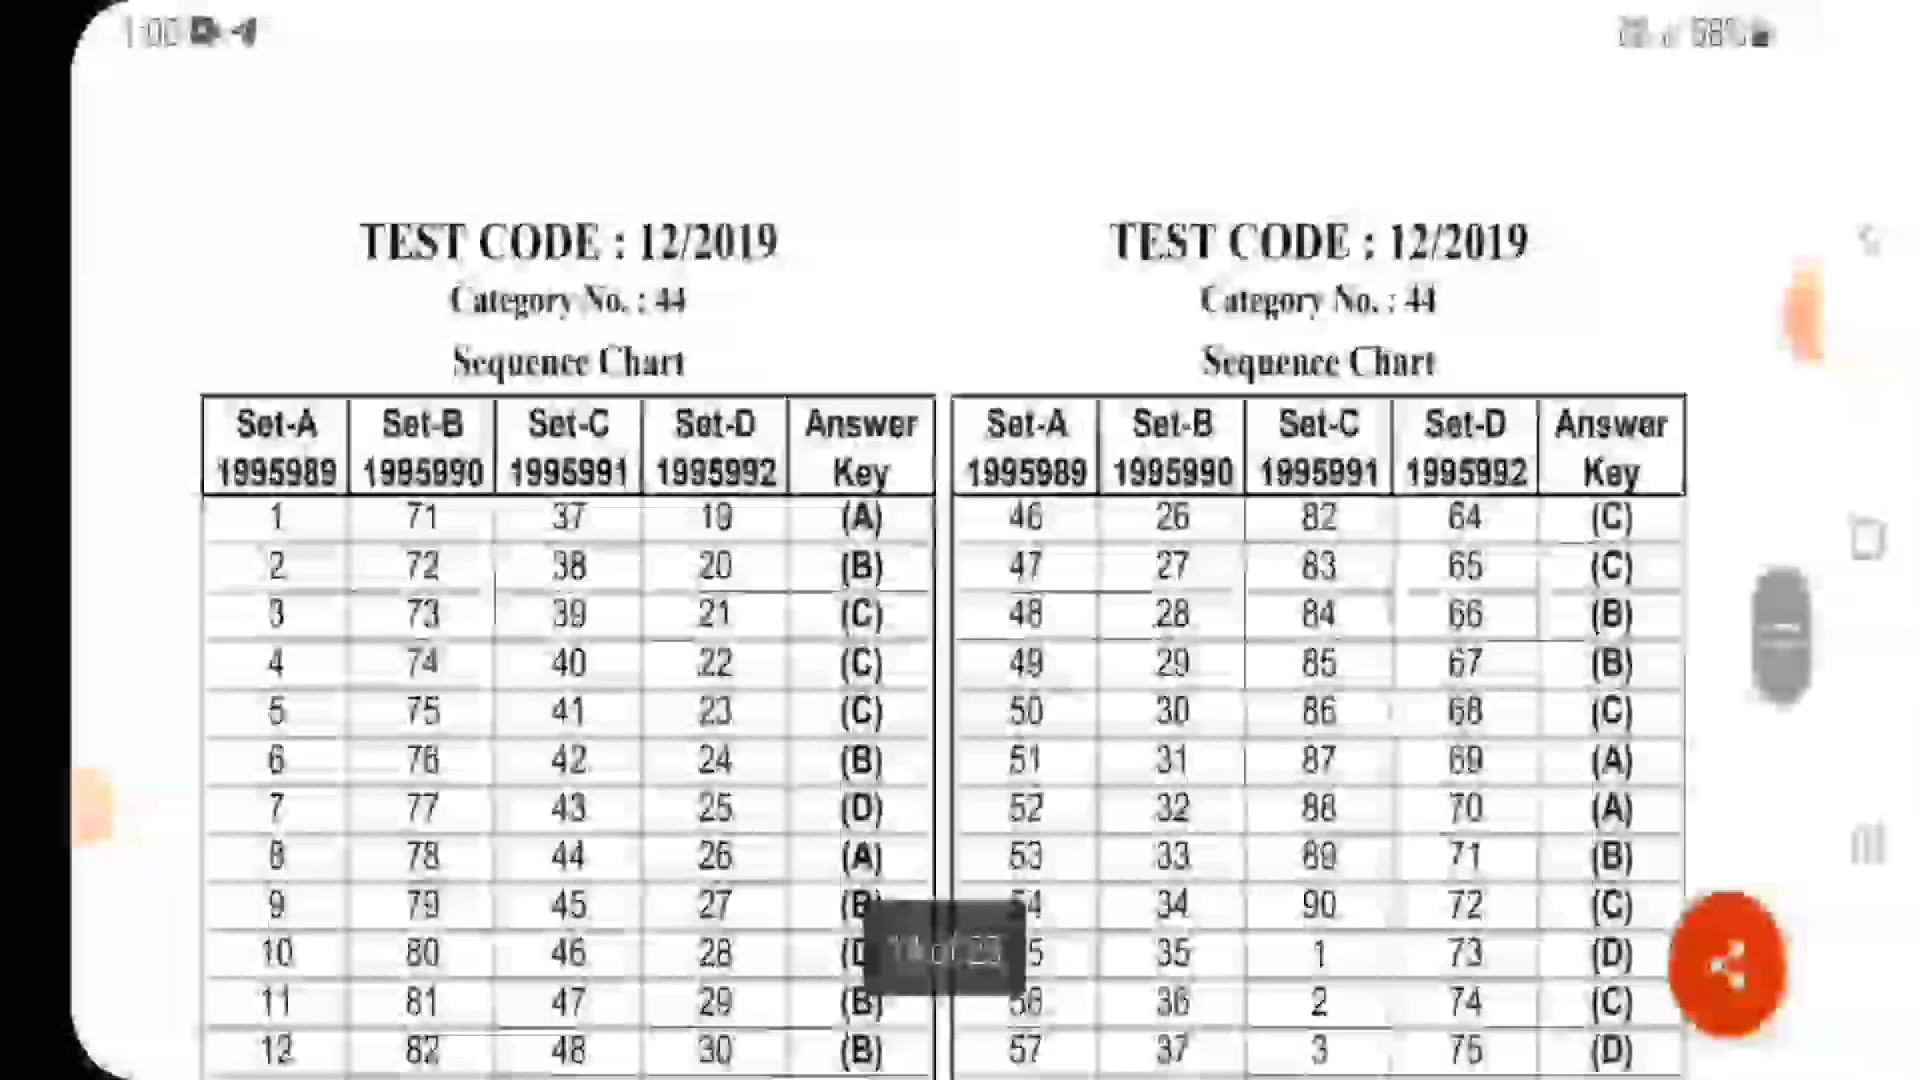 1:00
68%
TEST CODE : 12/2019
Category No. : 44
Sequence Chart
Set-A Set-B Set-C Set-D Answer
1995989 1995990 1995991 1995992 Key
1 71 37 19 (A)
2 72 38 20 (B)
3 73 39 21 (C)
4 74 40 22 (C)
5 75 41 23 (C)
6 76 42 24 (B)
7 77 43 25 (D)
8 78 44 26 (A)
9 79 45 27
10 80 46 28
11 81 47 29 (B)
12 82 48 30 (B)
TEST CODE : 12/2019
Category No. : 44
Sequence Chart
Set-A Set-B Set-C Set-D Answer
1995989 1995990 1995991 1995992 Key
46 26 82 64 (C)
47 27 83 65 (C)
48 28 84 66 (B)
49 29 85 67 (B)
50 30 86 68 (C)
51 31 87 69 (A)
52 32 88 70 (A)
53 33 89 71 (B)
54 34 90 72 (C)
35 1 73 (D)
56 36 2 74 (C)
57 37 3 75 (D)